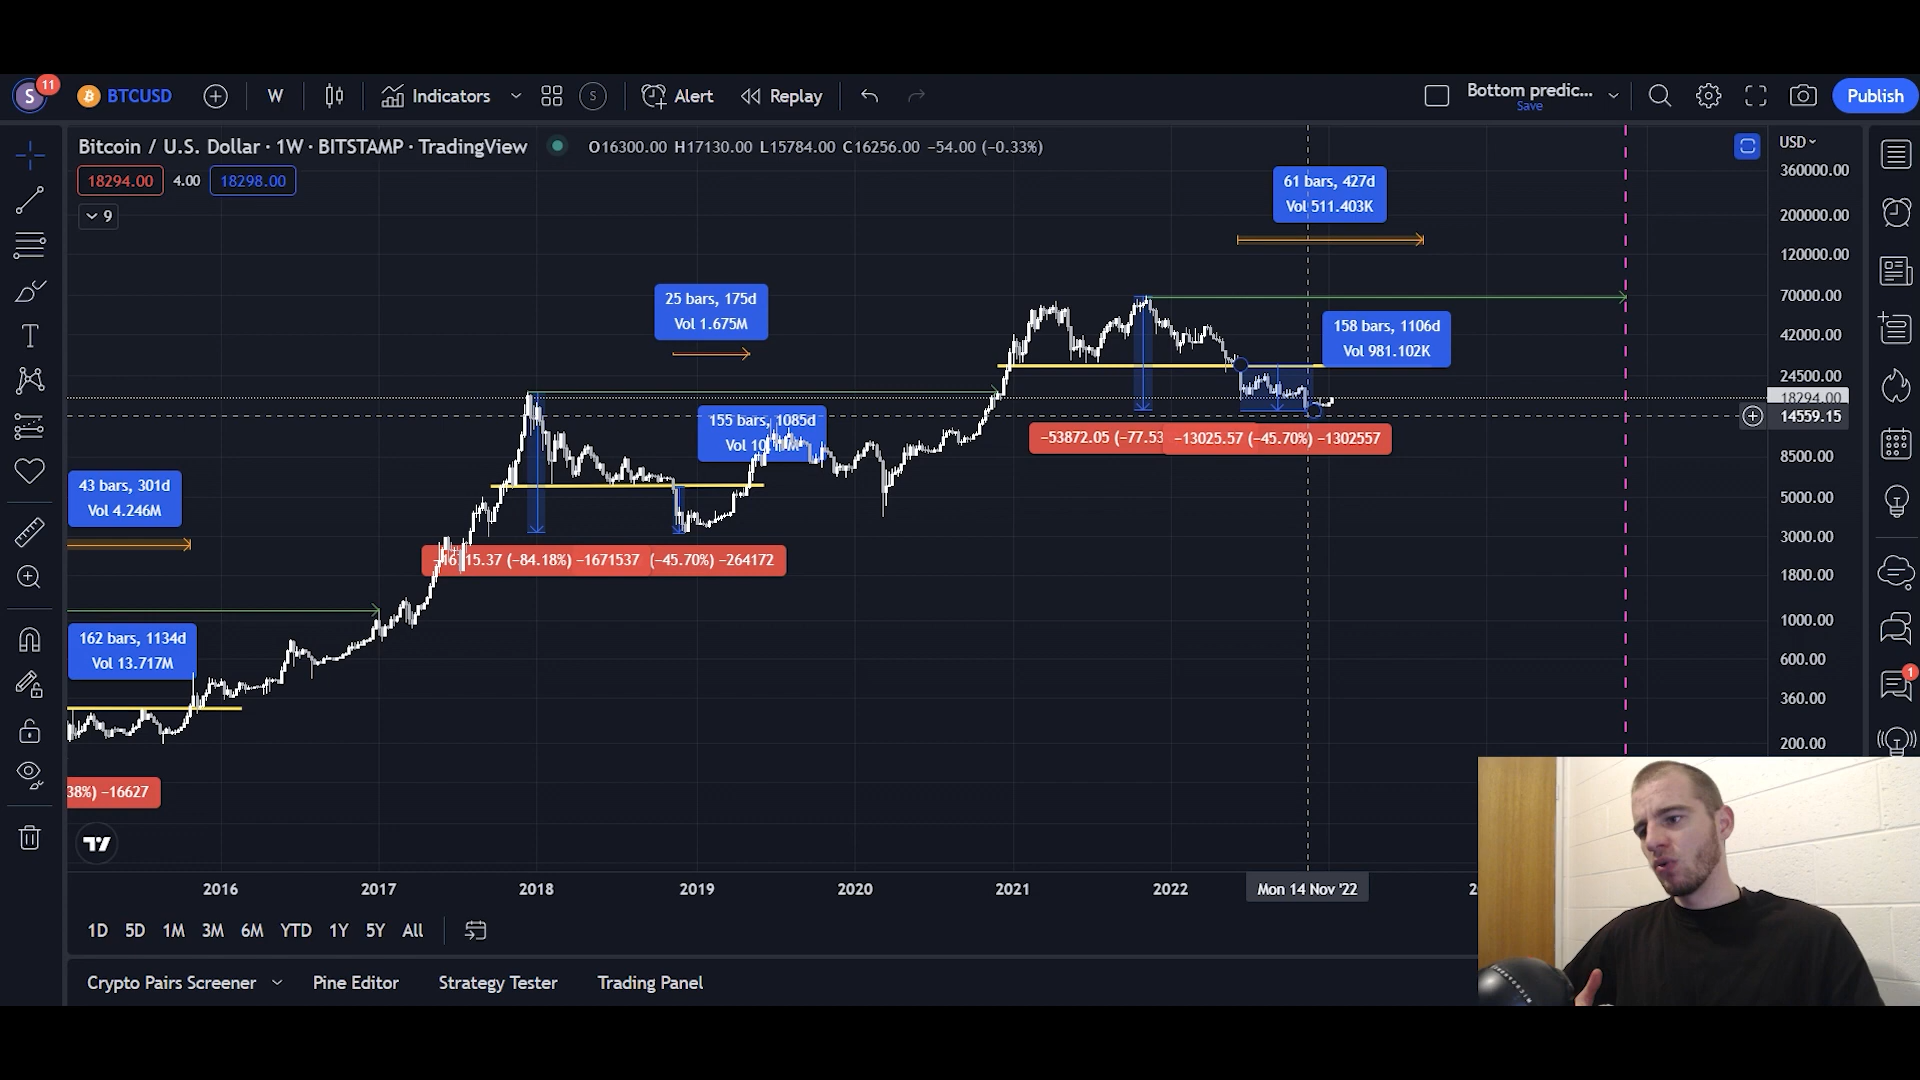 S
11
BTCUSD
W
Indicators
S
Alert
Replay
Bottom predic...
Save
Publish
Bitcoin / U.S. Dollar · 1W · BITSTAMP · TradingView
O16300.00 H17130.00 L15784.00 C16256.00 −54.00 (−0.33%)
USD
18294.00 4.00 18298.00
9
360000.00
200000.00
120000.00
70000.00
42000.00
24500.00
18294.00
14559.15
8500.00
5000.00
3000.00
1800.00
1000.00
600.00
360.00
200.00
61 bars, 427d
Vol 511.403K
25 bars, 175d
Vol 1.675M
158 bars, 1106d
Vol 981.102K
155 bars, 1085d
−53872.05 (−77.53
−13025.57 (−45.70%) −1302557
43 bars, 301d
Vol 4.246M
15.37 (−84.18%) −1671537
(−45.70%) −264172
162 bars, 1134d
Vol 13.717M
38%) −16627
1
2016
2017
2018
2019
2020
2021
2022
Mon 14 Nov '22
1D 5D 1M 3M 6M YTD 1Y 5Y All
Crypto Pairs Screener
Pine Editor
Strategy Tester
Trading Panel